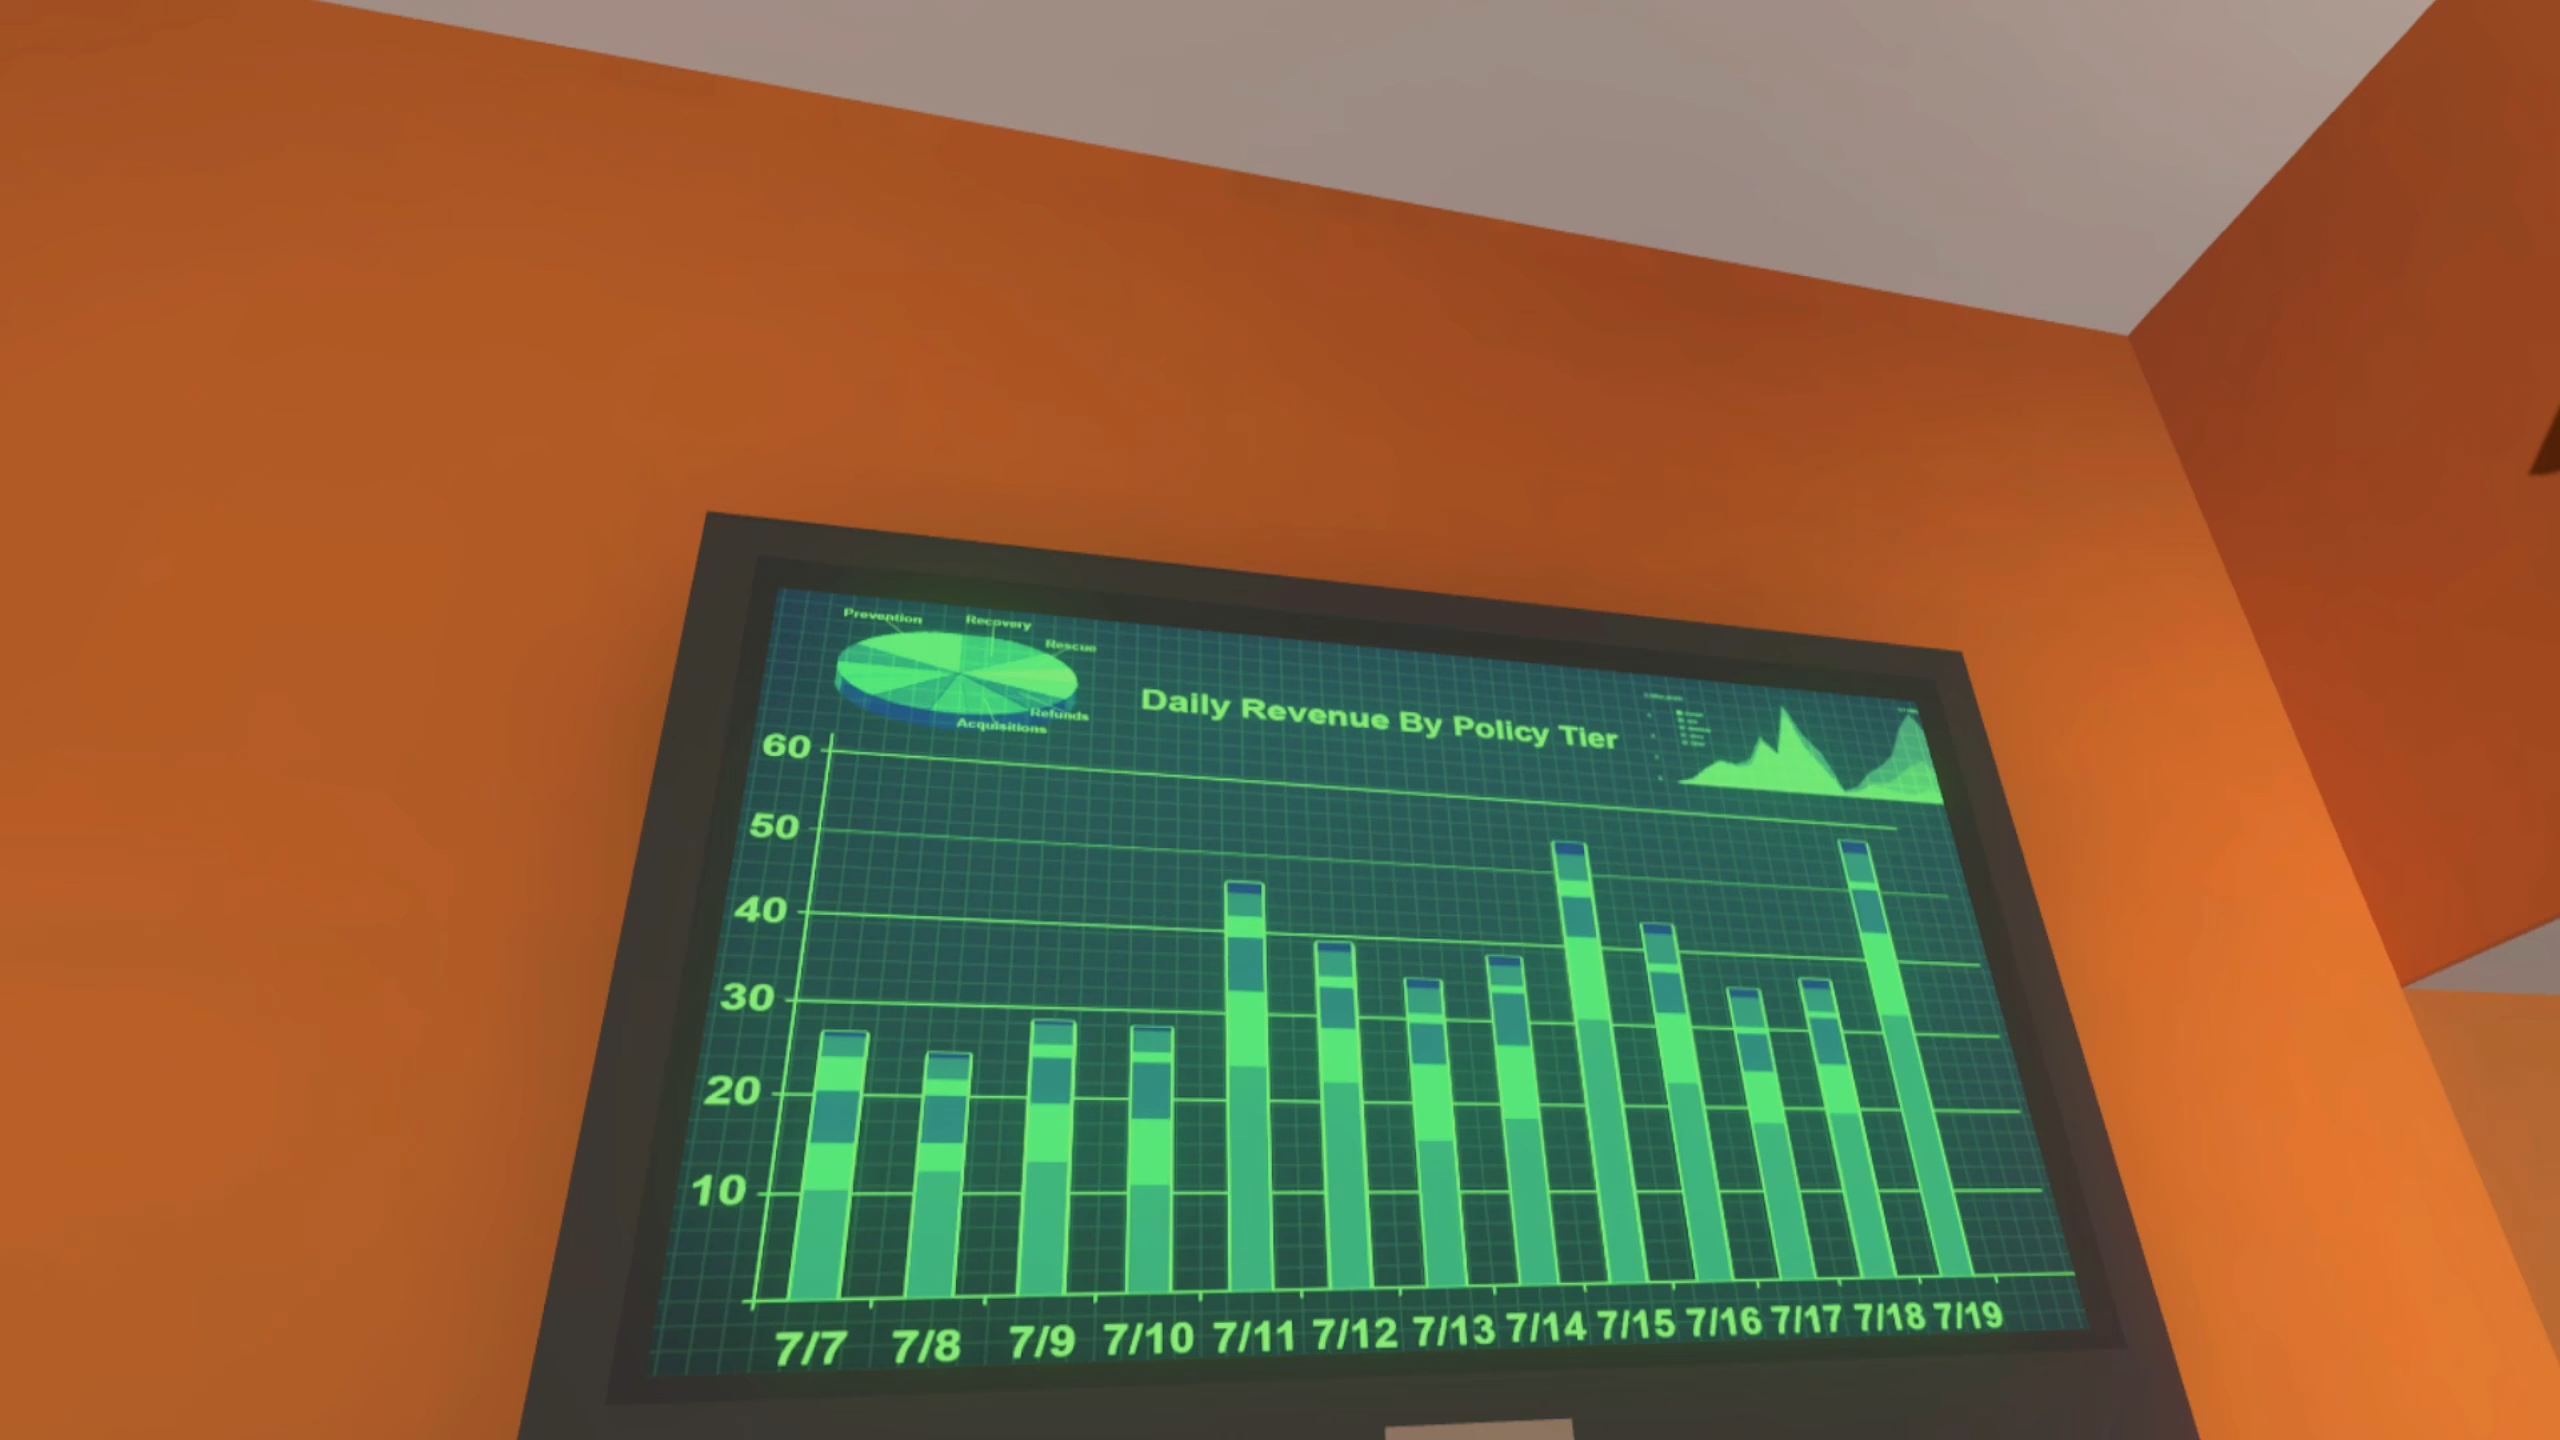 Prevention
Recovery
Rescue
Refunds
Acquisitions
Daily Revenue By Policy Tier
60
50
40
30
20
10
7/7 7/8 7/9 7/10 7/11 7/12 7/13 7/14 7/15 7/16 7/17 7/18 7/19